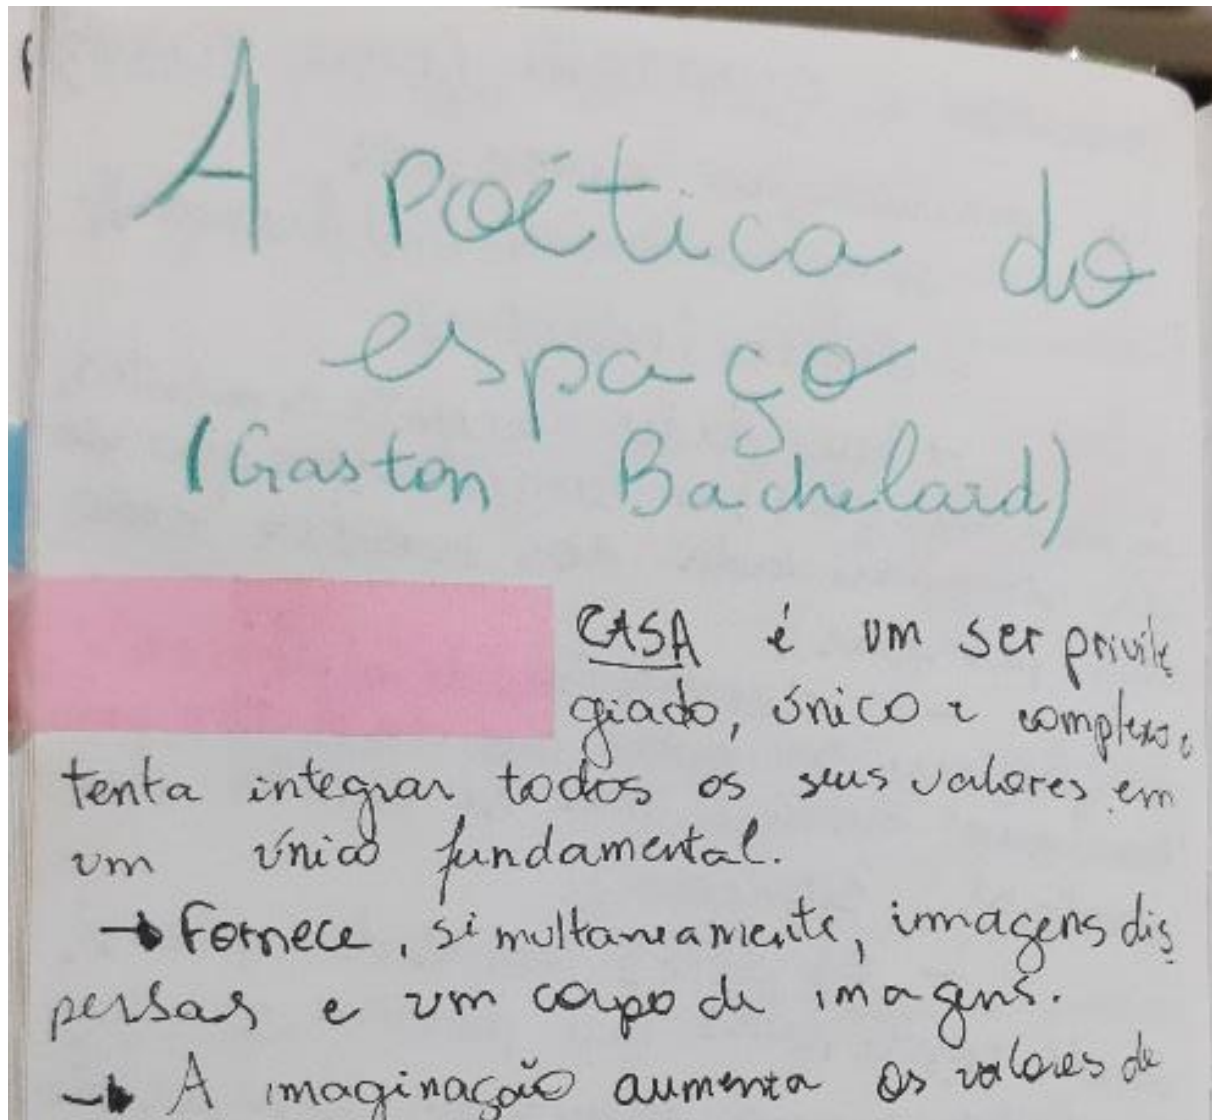 A poética do
espaço
(Gaston Bachelard)
CASA é um ser privile
giado, único e complexo e
tenta integrar todos os seus valores em
um único fundamental.
→ Fornece, simultaneamente, imagens dis
persas e um corpo de imagens.
→ A imaginação aumenta os valores de